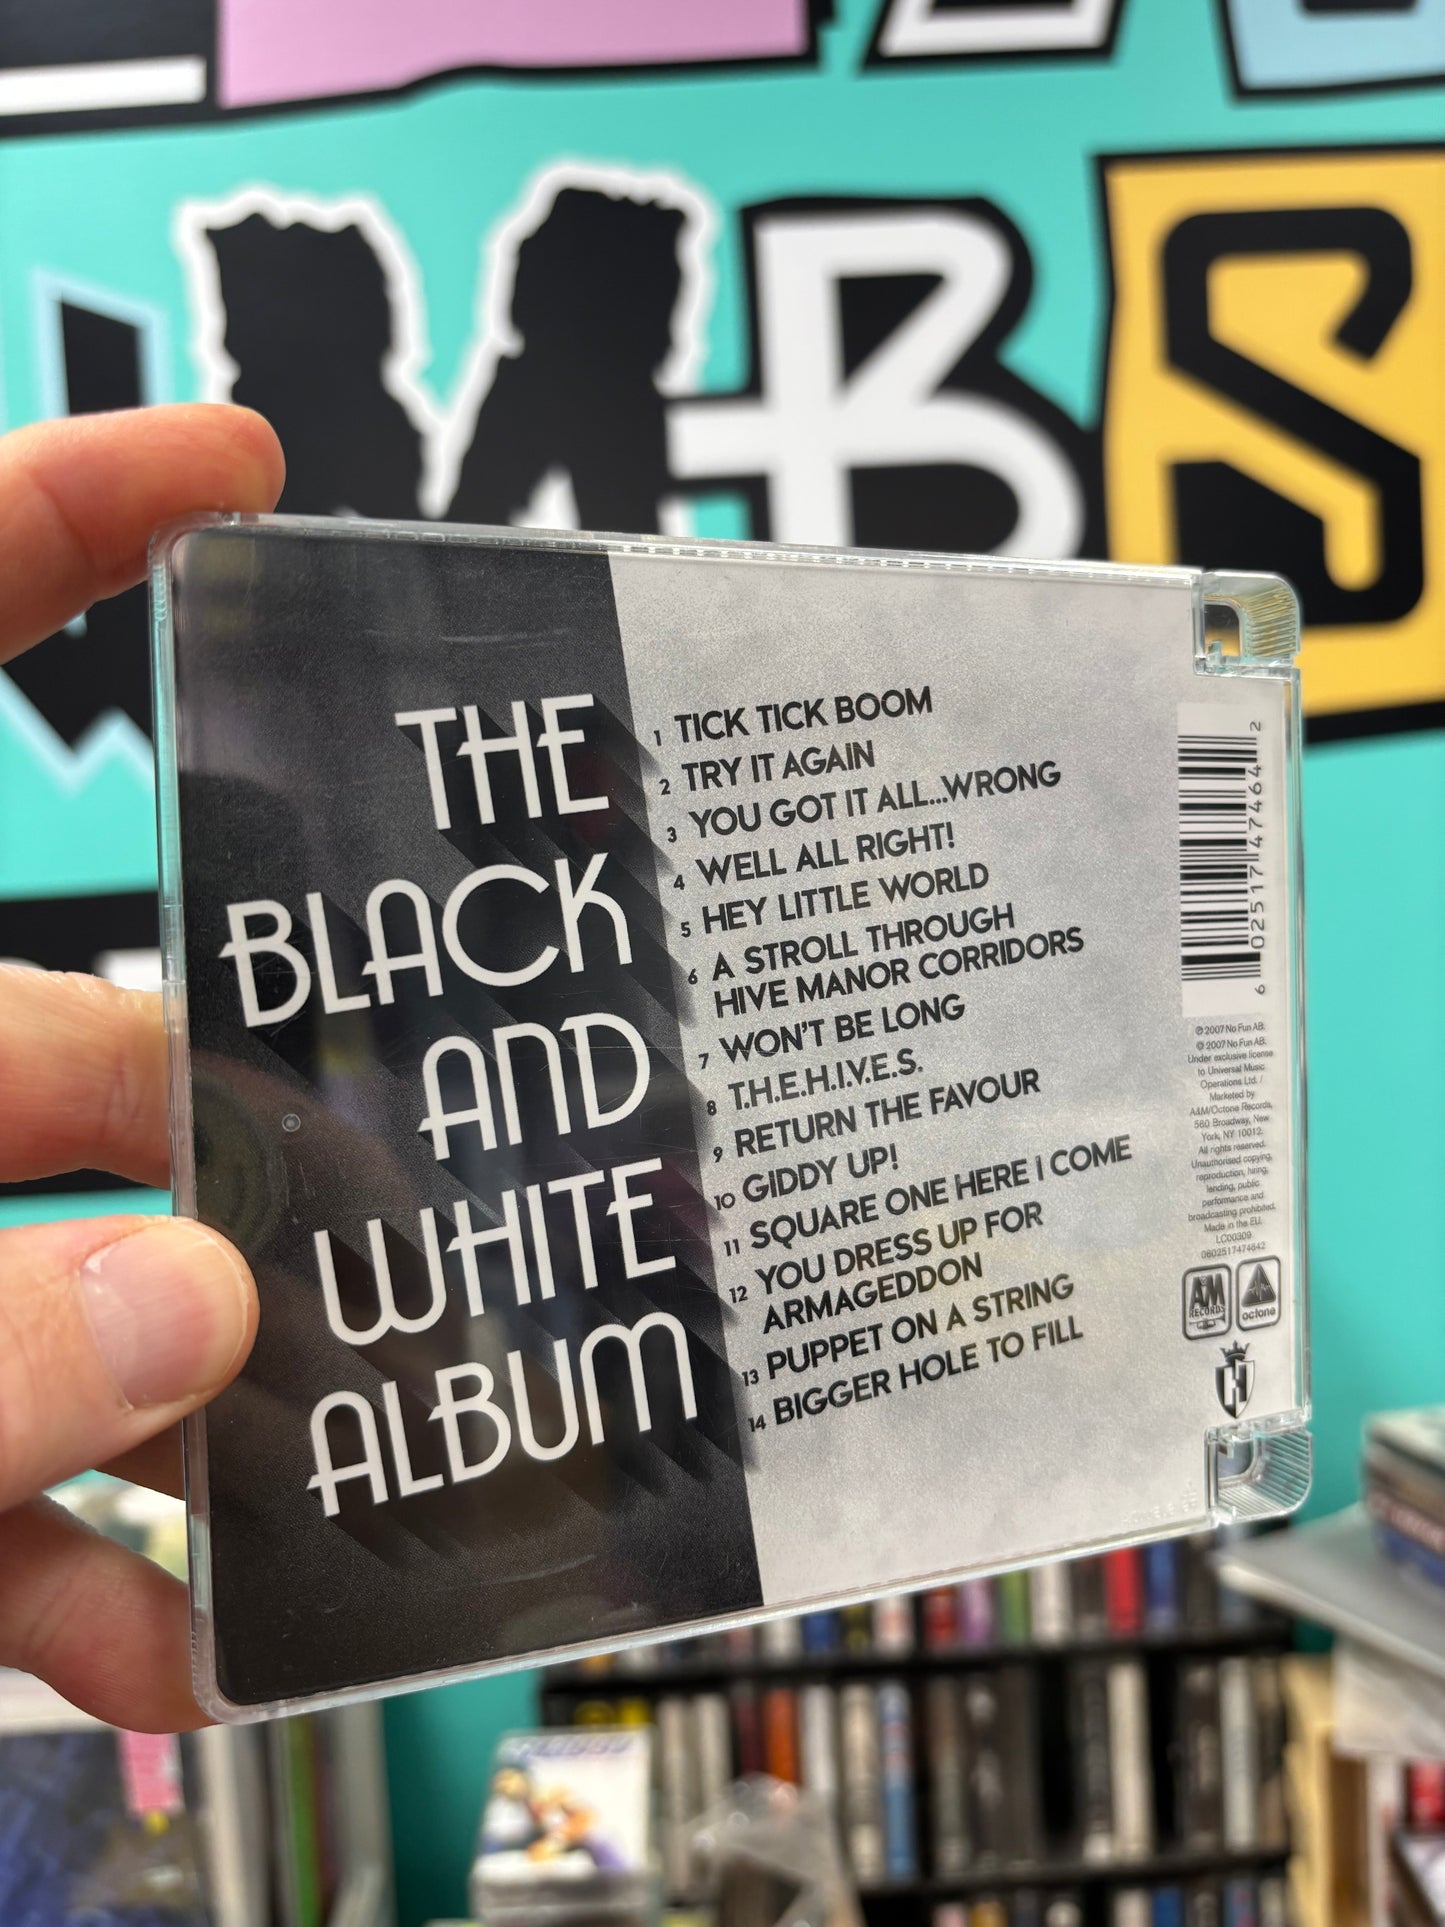 BS
THE
BLACK
AND
WHITE
ALBUM
1 TICK TICK BOOM
2 TRY IT AGAIN
3 YOU GOT IT ALL...WRONG
4 WELL ALL RIGHT!
5 HEY LITTLE WORLD
6 A STROLL THROUGH
HIVE MANOR CORRIDORS
7 WON'T BE LONG
8 T.H.E.H.I.V.E.S.
9 RETURN THE FAVOUR
10 GIDDY UP!
11 SQUARE ONE HERE I COME
12 YOU DRESS UP FOR
ARMAGEDDON
13 PUPPET ON A STRING
14 BIGGER HOLE TO FILL
6 02517 47464 2
℗ 2007 No Fun AB.
© 2007 No Fun AB.
Under exclusive license
to Universal Music
Operations Ltd. /
Marketed by
A&M/Octone Records,
560 Broadway, New
York, NY 10012.
All rights reserved.
Unauthorised copying,
reproduction, hiring,
lending, public
performance and
broadcasting prohibited.
Made in the EU.
LC00309
0602517474642
A&M
RECORDS
octone